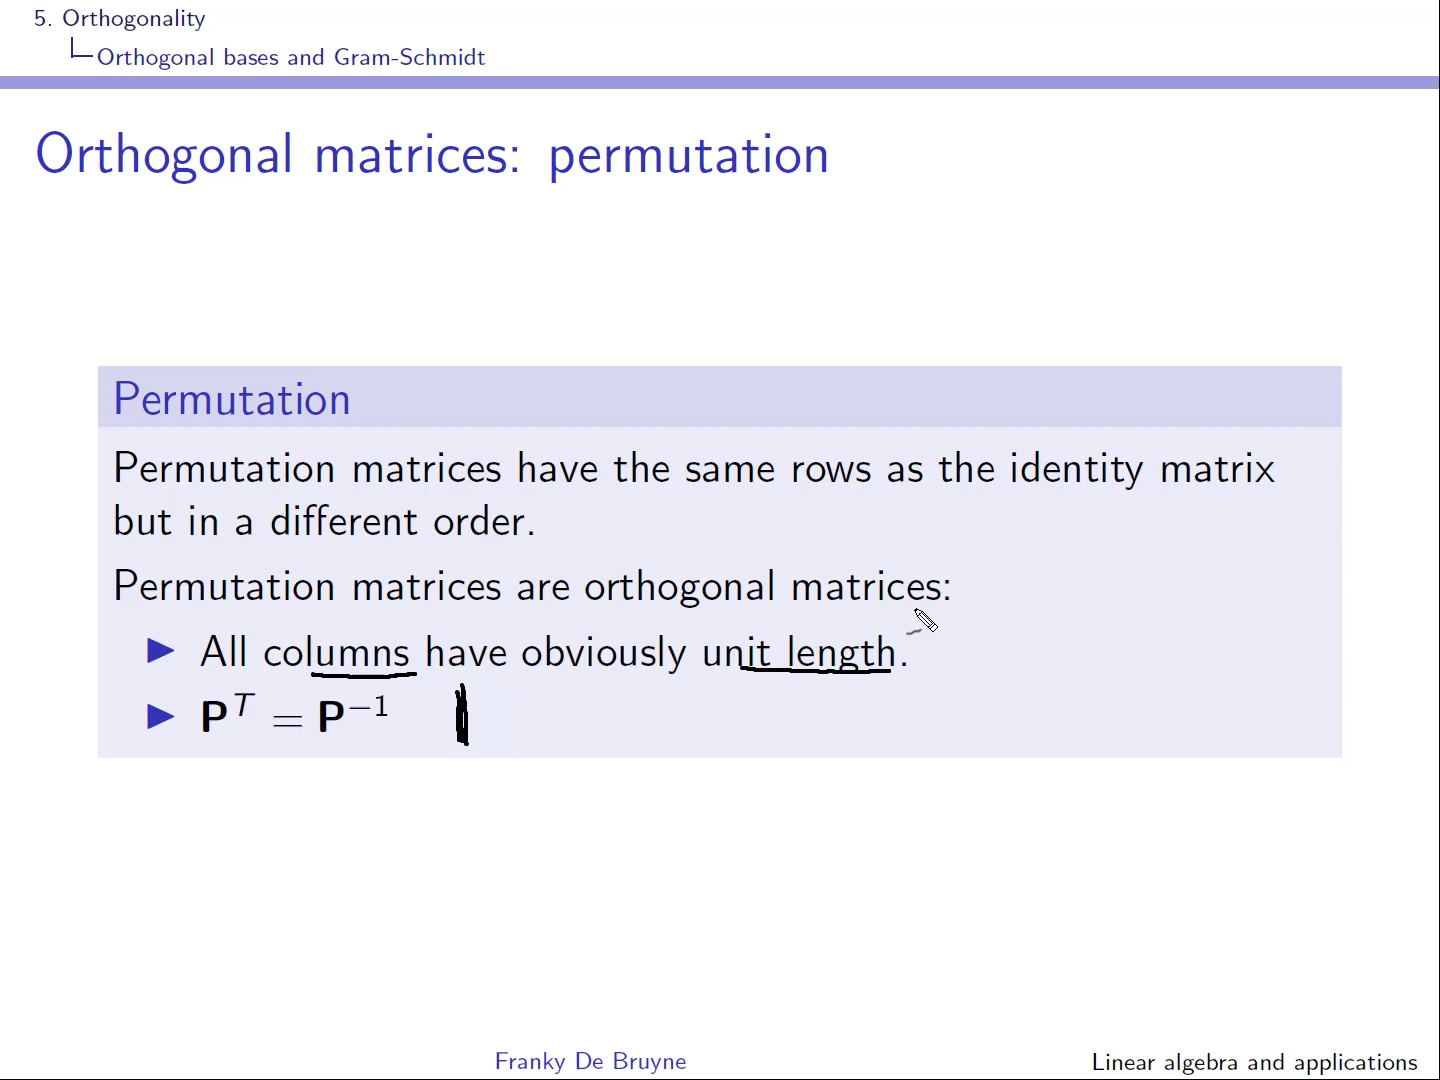 5. Orthogonality
Orthogonal bases and Gram-Schmidt
Orthogonal matrices: permutation
Permutation
Permutation matrices have the same rows as the identity matrix
but in a different order.
Permutation matrices are orthogonal matrices:
▶ All columns have obviously unit length.
▶ P^T = P^−1
Franky De Bruyne
Linear algebra and applications